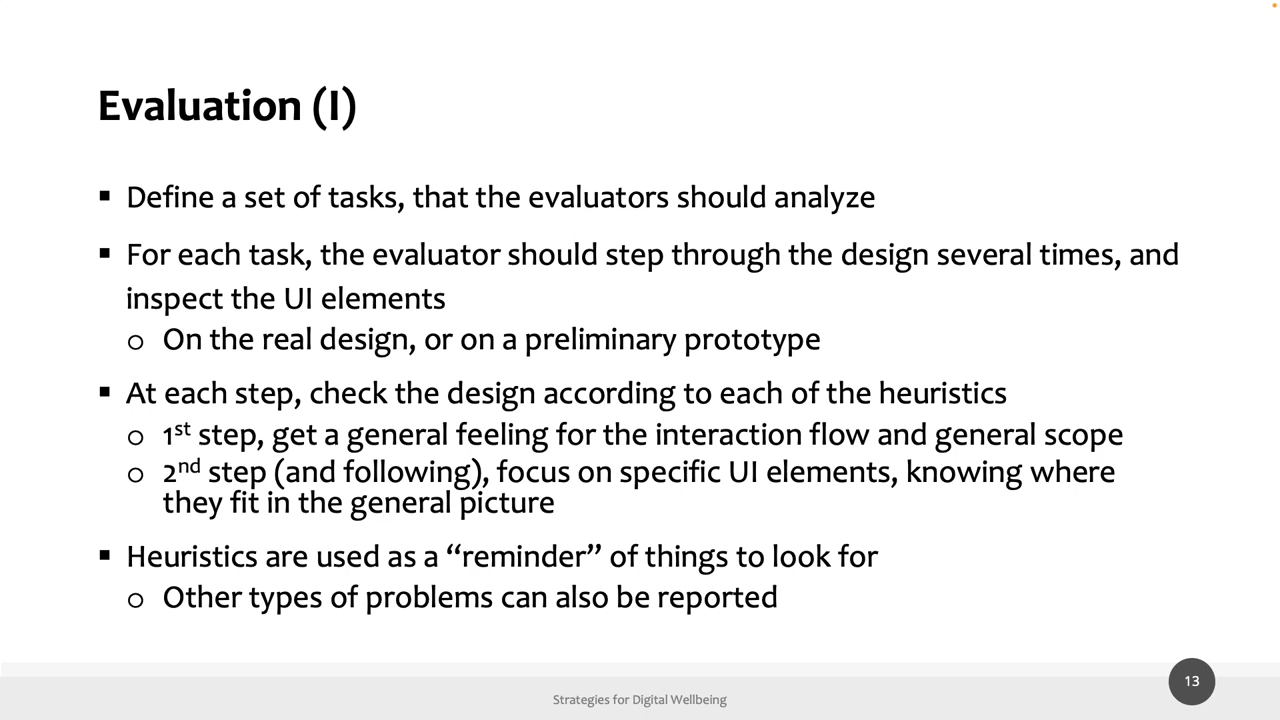 Evaluation (I)
▪ Define a set of tasks, that the evaluators should analyze
▪ For each task, the evaluator should step through the design several times, and
inspect the UI elements
o On the real design, or on a preliminary prototype
▪ At each step, check the design according to each of the heuristics
o 1st step, get a general feeling for the interaction flow and general scope
o 2nd step (and following), focus on specific UI elements, knowing where
they fit in the general picture
▪ Heuristics are used as a “reminder” of things to look for
o Other types of problems can also be reported
Strategies for Digital Wellbeing
13